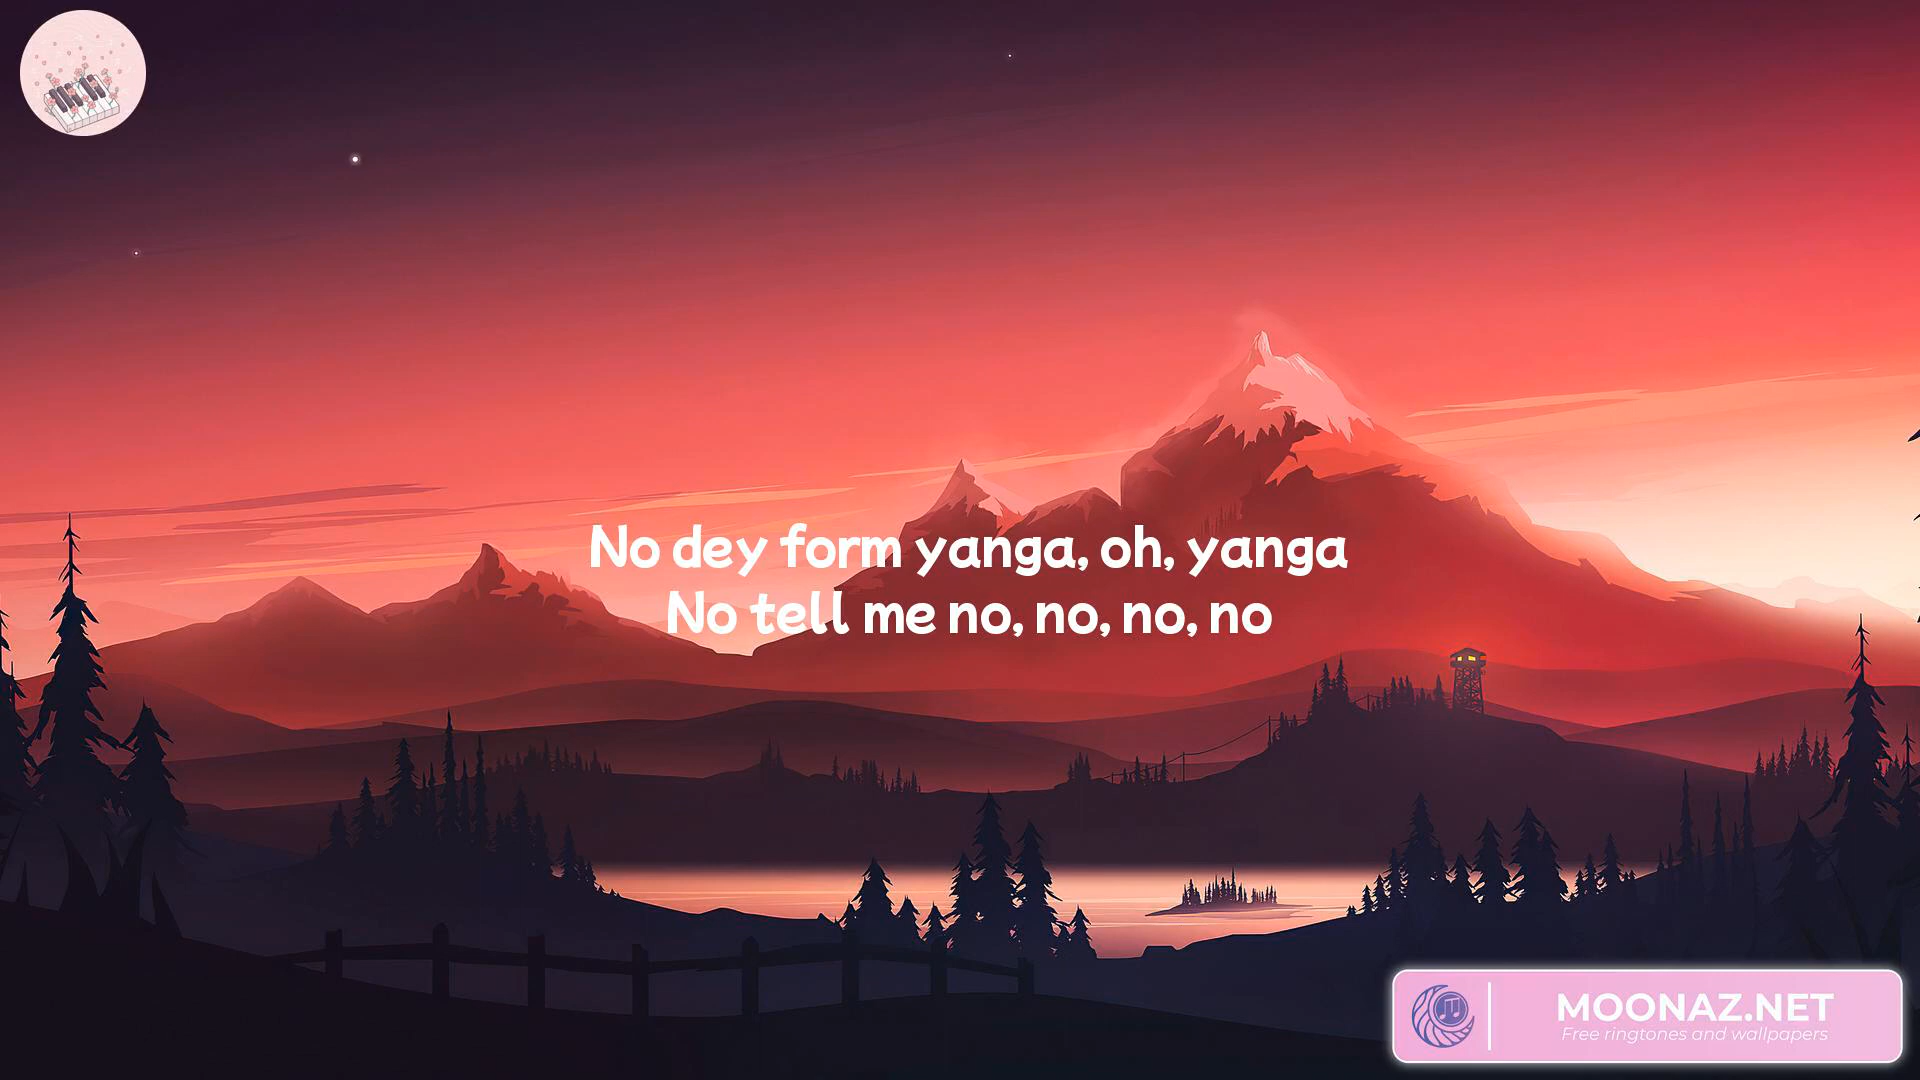 No dey form yanga, oh, yanga
No tell me no, no, no, no
MOONAZ.NET
Free ringtones and wallpapers